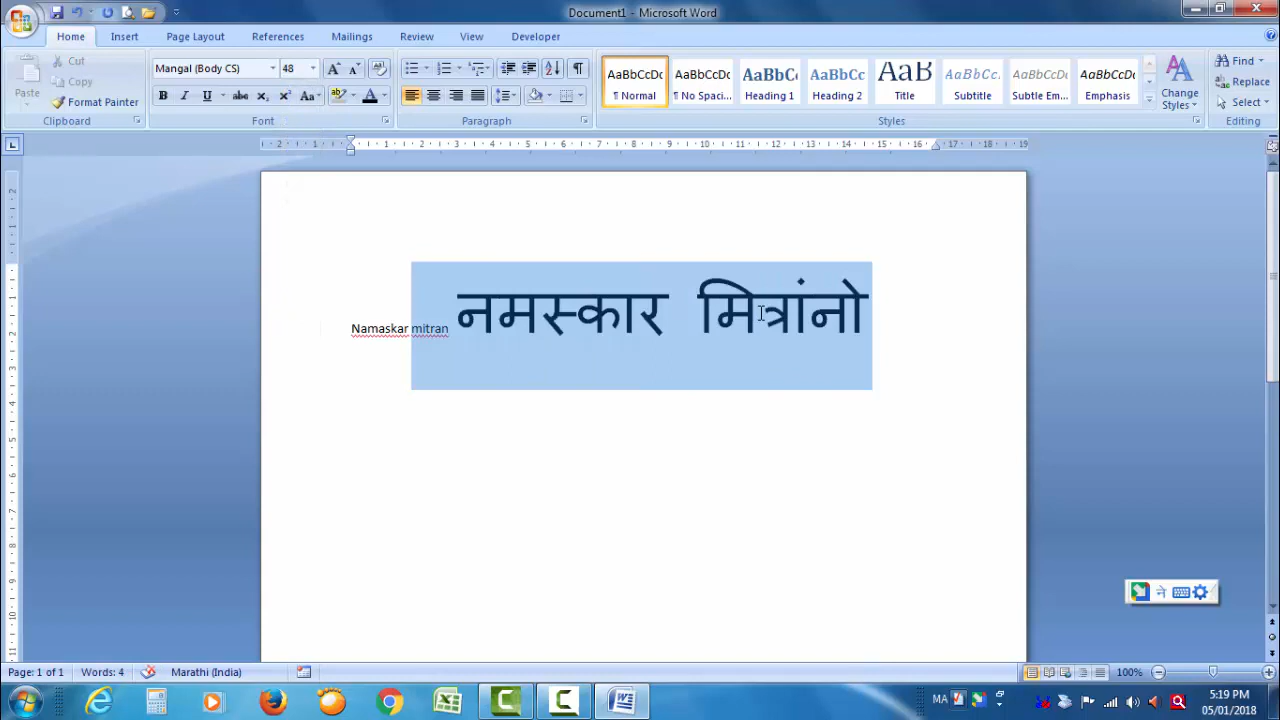 Document1 - Microsoft Word
Home Insert Page Layout References Mailings Review View Developer
Paste
Cut
Copy
Format Painter
Clipboard
Mangal (Body CS) 48
Font
Paragraph
AaBbCcDc AaBbCcDc AaBbCc AaBbCc AaB AaBbCc. AaBbCcDc AaBbCcDc
¶ Normal ¶ No Spaci... Heading 1 Heading 2 Title Subtitle Subtle Em... Emphasis
Styles
Change Styles
Find
Replace
Select
Editing
Namaskar mitran नमस्कार मित्रांनो
Page: 1 of 1 Words: 4 Marathi (India) 100%
MA
5:19 PM
05/01/2018